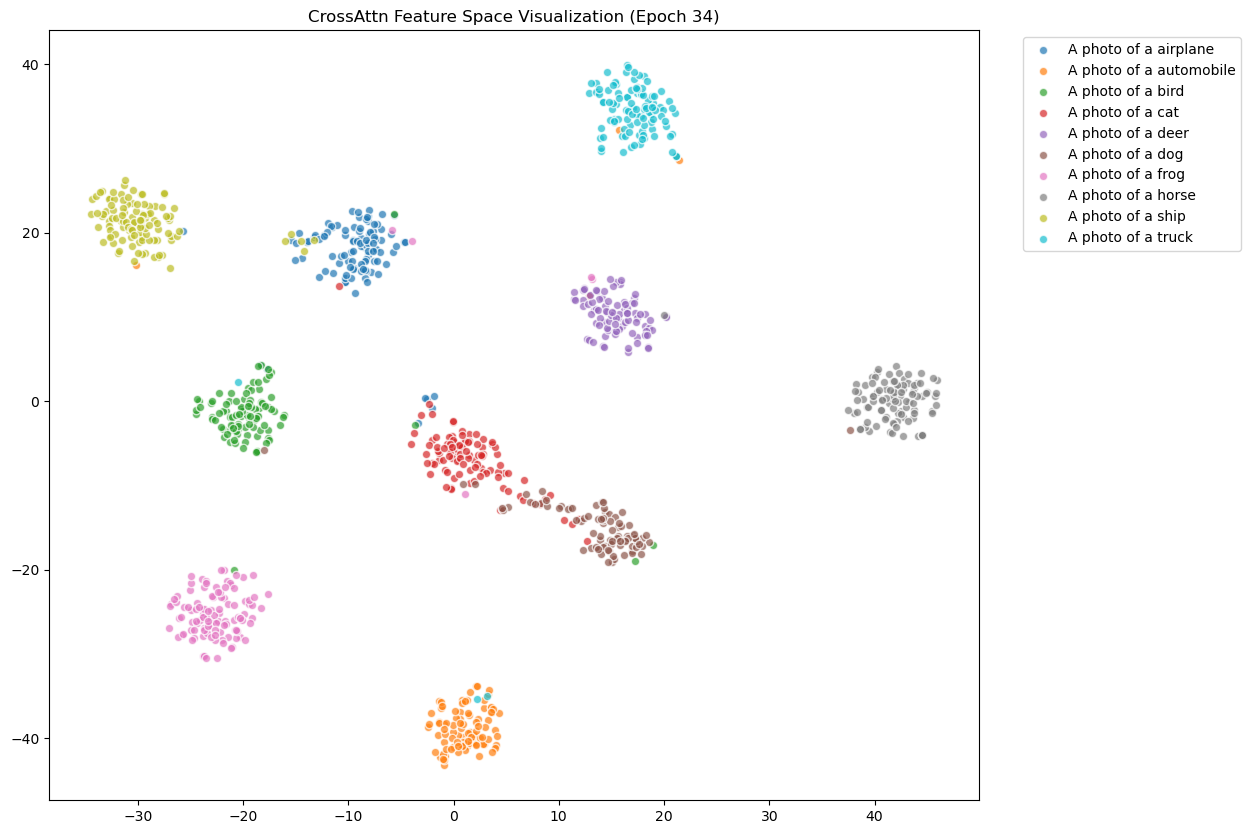 CrossAttn Feature Space Visualization (Epoch 34)
A photo of a airplane
A photo of a automobile
A photo of a bird
A photo of a cat
A photo of a deer
A photo of a dog
A photo of a frog
A photo of a horse
A photo of a ship
A photo of a truck
40
20
0
−20
−40
−30
−20
−10
0
10
20
30
40